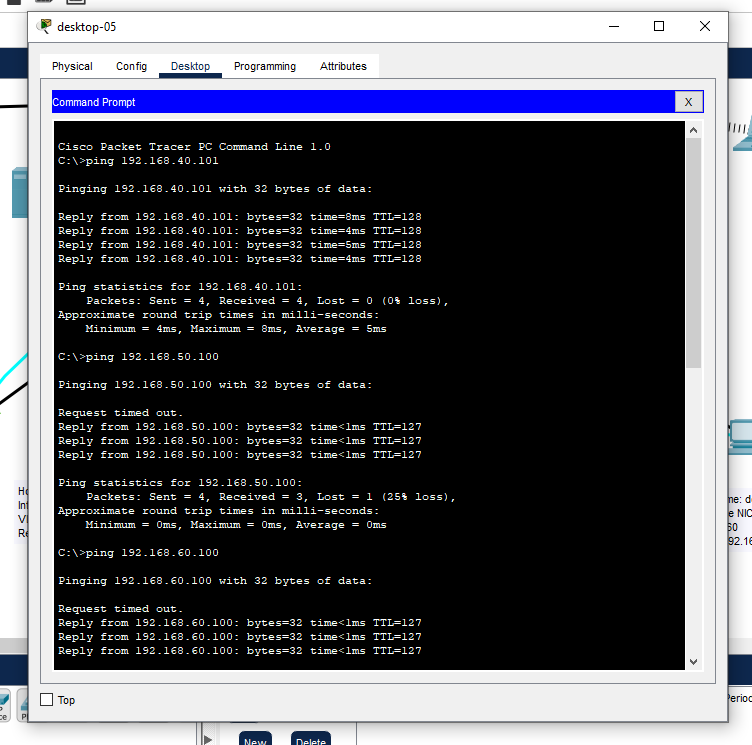 desktop-05
Physical Config Desktop Programming Attributes
Command Prompt
X
Cisco Packet Tracer PC Command Line 1.0
C:\>ping 192.168.40.101
Pinging 192.168.40.101 with 32 bytes of data:
Reply from 192.168.40.101: bytes=32 time=8ms TTL=128
Reply from 192.168.40.101: bytes=32 time=4ms TTL=128
Reply from 192.168.40.101: bytes=32 time=5ms TTL=128
Reply from 192.168.40.101: bytes=32 time=4ms TTL=128
Ping statistics for 192.168.40.101:
Packets: Sent = 4, Received = 4, Lost = 0 (0% loss),
Approximate round trip times in milli-seconds:
Minimum = 4ms, Maximum = 8ms, Average = 5ms
C:\>ping 192.168.50.100
Pinging 192.168.50.100 with 32 bytes of data:
Request timed out.
Reply from 192.168.50.100: bytes=32 time<1ms TTL=127
Reply from 192.168.50.100: bytes=32 time<1ms TTL=127
Reply from 192.168.50.100: bytes=32 time<1ms TTL=127
Ping statistics for 192.168.50.100:
Packets: Sent = 4, Received = 3, Lost = 1 (25% loss),
Approximate round trip times in milli-seconds:
Minimum = 0ms, Maximum = 0ms, Average = 0ms
C:\>ping 192.168.60.100
Pinging 192.168.60.100 with 32 bytes of data:
Request timed out.
Reply from 192.168.60.100: bytes=32 time<1ms TTL=127
Reply from 192.168.60.100: bytes=32 time<1ms TTL=127
Reply from 192.168.60.100: bytes=32 time<1ms TTL=127
Top
me: d
e NIC
60
92.16
New
Delete